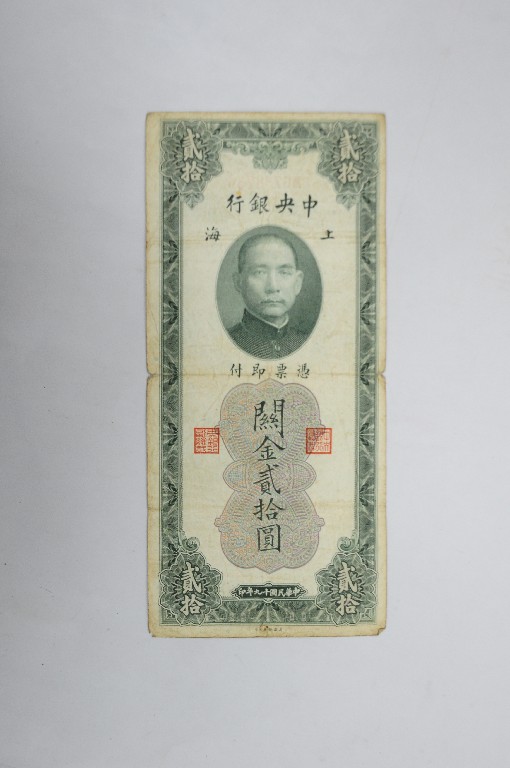 貳拾 貳拾
中央銀行
上海
憑票即付
關金貳拾圓
貳拾 貳拾
中華民國十九年印